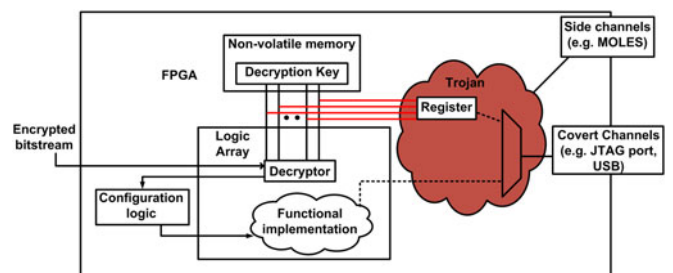 Side channels
(e.g. MOLES)
Non-volatile memory
FPGA
Decryption Key
Trojan
Register
Encrypted
bitstream
Logic
Array
Covert Channels
(e.g. JTAG port,
USB)
Decryptor
Configuration
logic
Functional
implementation